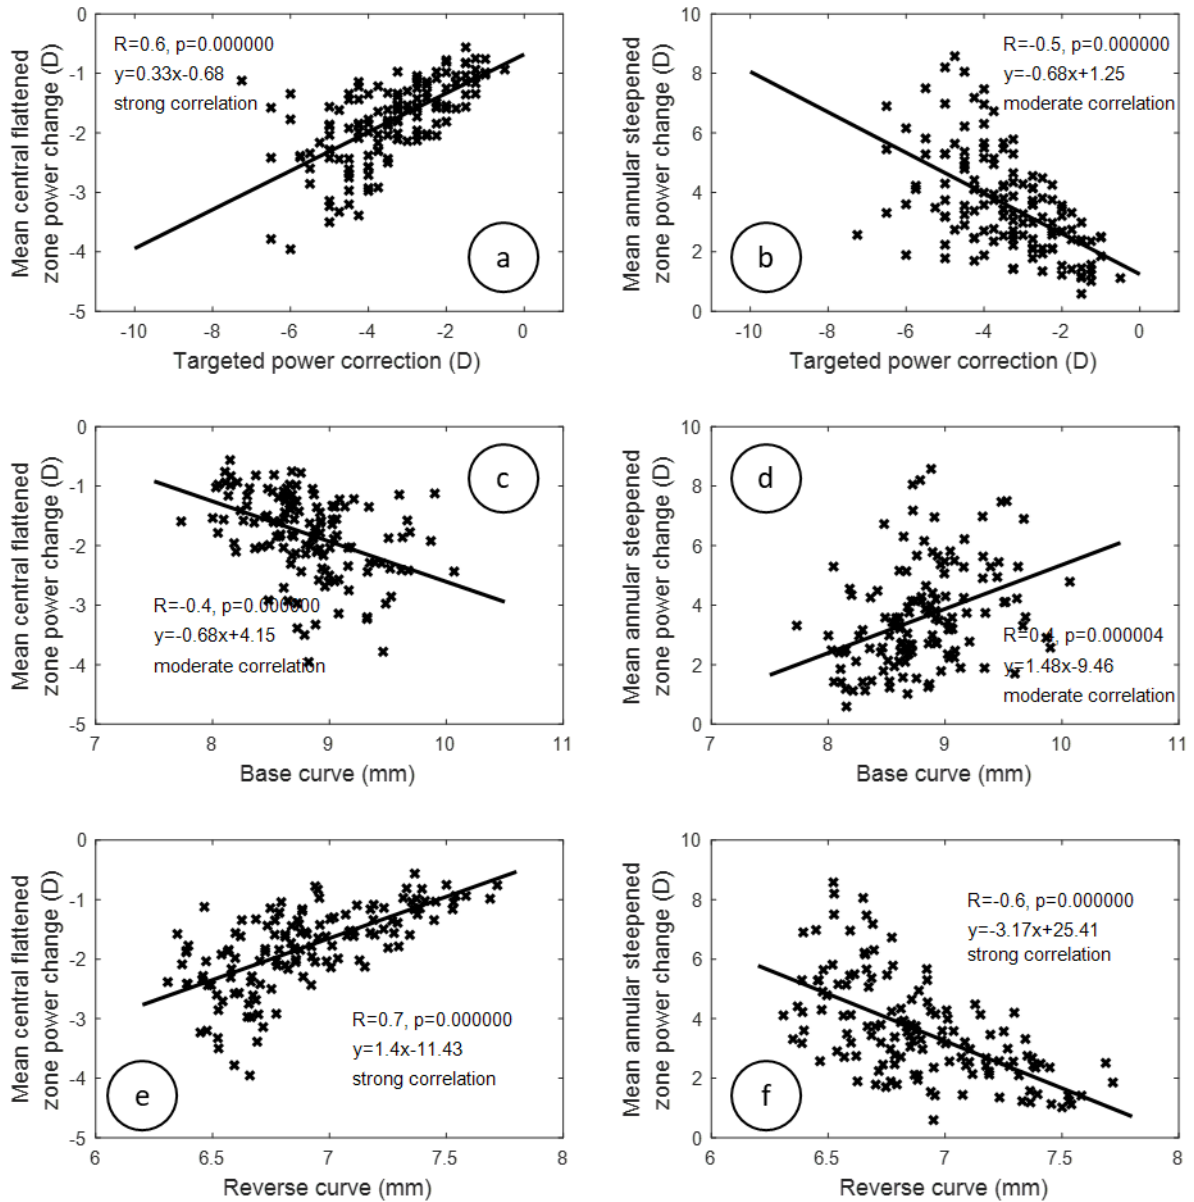 Mean central flattened
zone power change (D)
0
-1
-2
-3
-4
-5
R=0.6, p=0.000000
y=0.33x-0.68
strong correlation
a
-10
-8
-6
-4
-2
0
Targeted power correction (D)
Mean annular steepened
zone power change (D)
10
8
6
4
2
0
R=-0.5, p=0.000000
y=-0.68x+1.25
moderate correlation
b
-10
-8
-6
-4
-2
0
Targeted power correction (D)
Mean central flattened
zone power change (D)
0
-1
-2
-3
-4
-5
c
R=-0.4, p=0.000000
y=-0.68x+4.15
moderate correlation
7
8
9
10
11
Base curve (mm)
Mean annular steepened
zone power change (D)
10
8
6
4
2
0
d
R=0.4, p=0.000004
y=1.48x-9.46
moderate correlation
7
8
9
10
11
Base curve (mm)
Mean central flattened
zone power change (D)
0
-1
-2
-3
-4
-5
R=0.7, p=0.000000
y=1.4x-11.43
strong correlation
e
6
6.5
7
7.5
8
Reverse curve (mm)
Mean annular steepened
zone power change (D)
10
8
6
4
2
0
R=-0.6, p=0.000000
y=-3.17x+25.41
strong correlation
f
6
6.5
7
7.5
8
Reverse curve (mm)